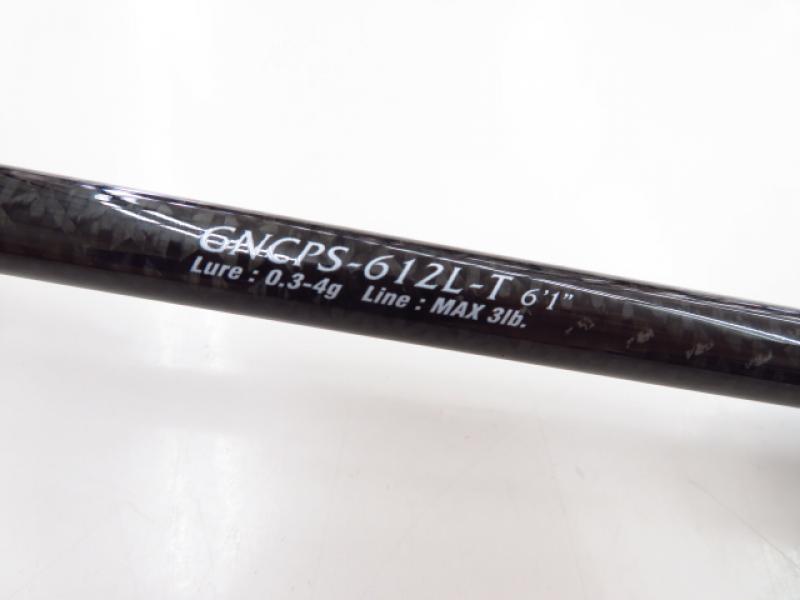 GNCPS-612L-T 6'1"
Lure : 0.3-4g Line : MAX 3lb.